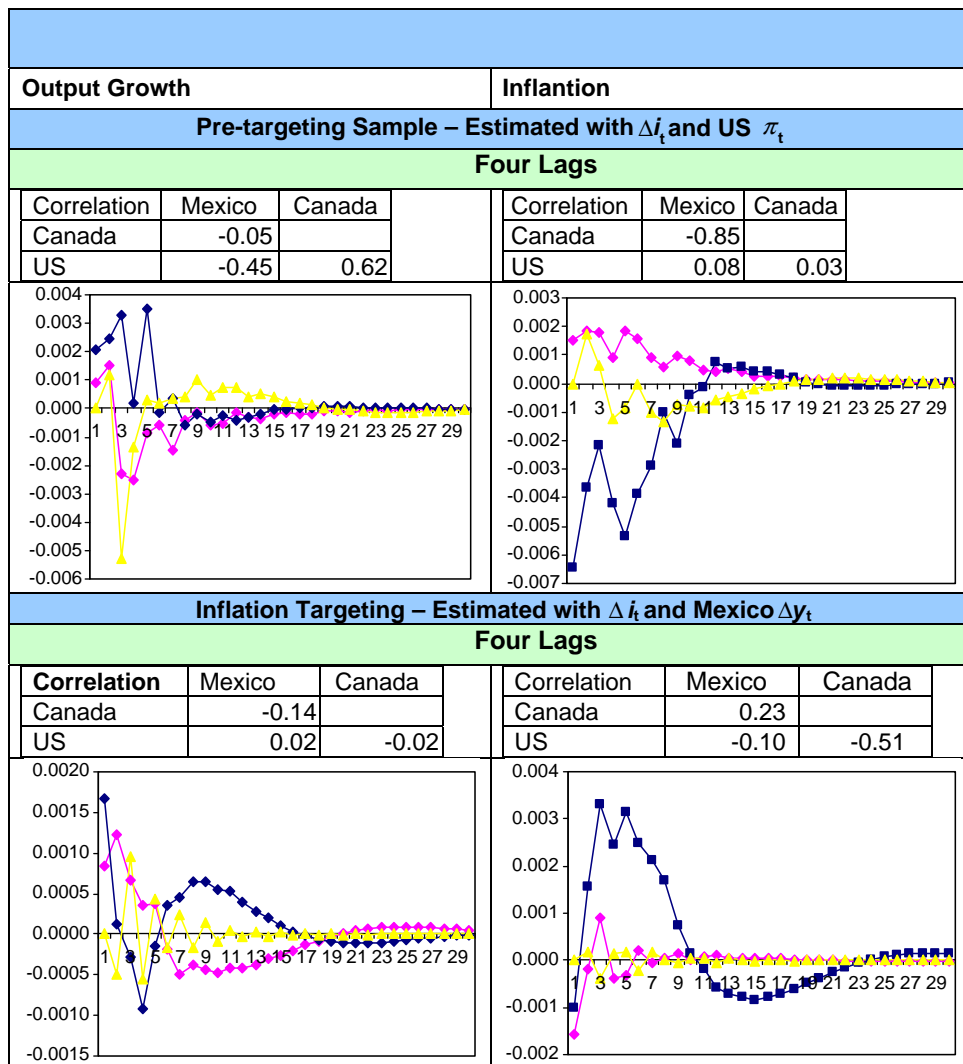 Output Growth Inflantion
Pre-targeting Sample – Estimated with Δi_t and US π_t
Four Lags
Correlation Mexico Canada
Canada -0.05
US -0.45 0.62
Correlation Mexico Canada
Canada -0.85
US 0.08 0.03
0.004
0.003
0.002
0.001
0.000
-0.001
-0.002
-0.003
-0.004
-0.005
-0.006
1 3 5 7 9 11 13 15 17 19 21 23 25 27 29
0.003
0.002
0.001
0.000
-0.001
-0.002
-0.003
-0.004
-0.005
-0.006
-0.007
1 3 5 7 9 11 13 15 17 19 21 23 25 27 29
Inflation Targeting – Estimated with Δ i_t and Mexico Δy_t
Four Lags
Correlation Mexico Canada
Canada -0.14
US 0.02 -0.02
Correlation Mexico Canada
Canada 0.23
US -0.10 -0.51
0.0020
0.0015
0.0010
0.0005
0.0000
-0.0005
-0.0010
-0.0015
1 3 5 7 9 11 13 15 17 19 21 23 25 27 29
0.004
0.003
0.002
0.001
0.000
-0.001
-0.002
1 3 5 7 9 11 13 15 17 19 21 23 25 27 29